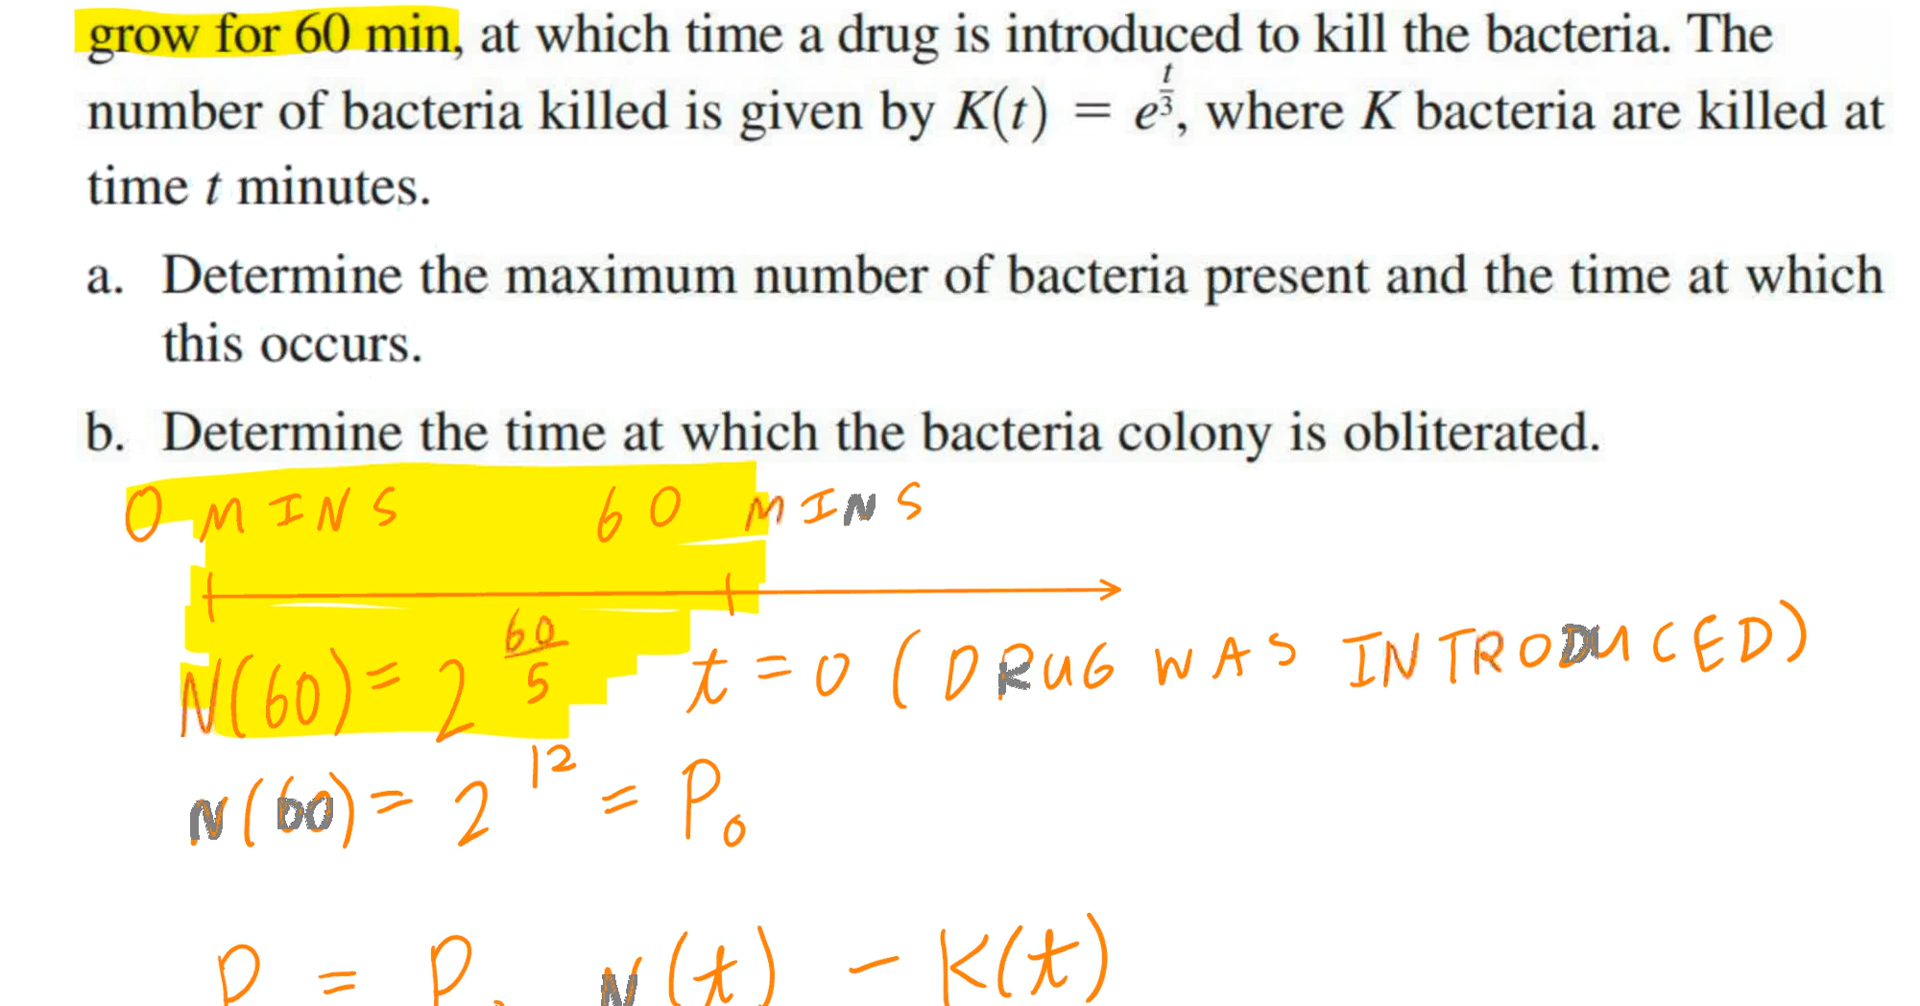 grow for 60 min, at which time a drug is introduced to kill the bacteria. The
number of bacteria killed is given by K(t) = e^(t/3), where K bacteria are killed at
time t minutes.
a. Determine the maximum number of bacteria present and the time at which
this occurs.
b. Determine the time at which the bacteria colony is obliterated.
0 MINS 60 MINS
N(60) = 2^(60/5) t = 0 (DRUG WAS INTRODUCED)
N(60) = 2^12 = P₀
P = P₀ N(t) - K(t)